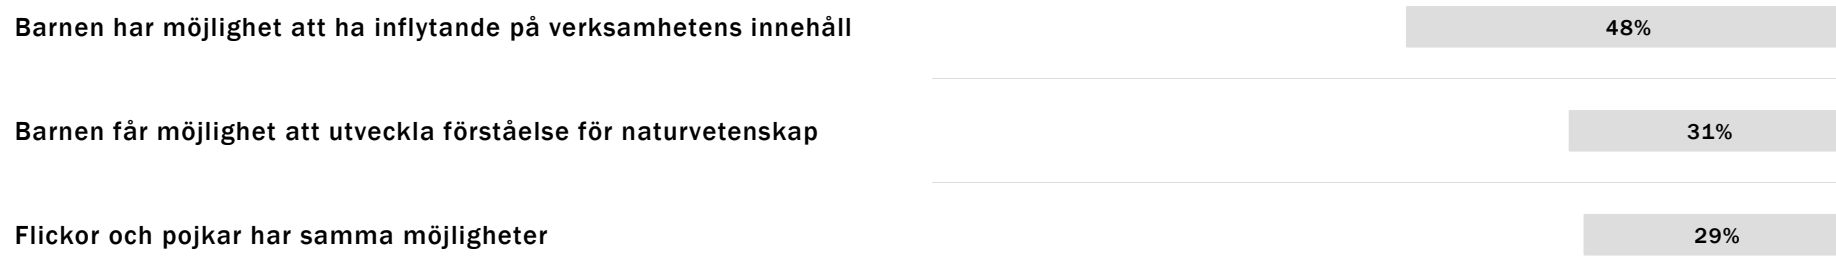 Barnen har möjlighet att ha inflytande på verksamhetens innehåll 48%
Barnen får möjlighet att utveckla förståelse för naturvetenskap 31%
Flickor och pojkar har samma möjligheter 29%